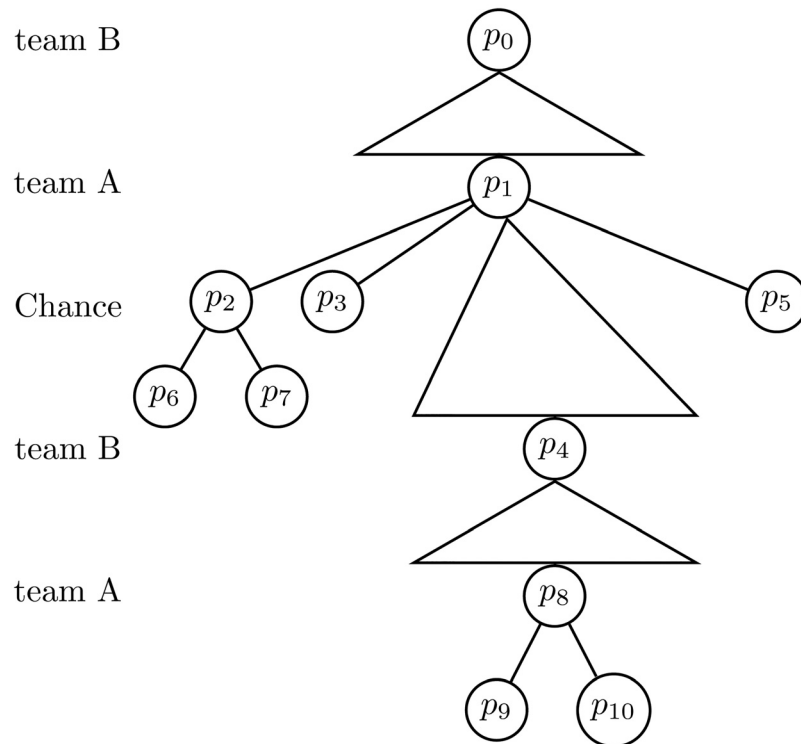 team B
p₀
team A
p₁
Chance
p₂
p₃
p₅
p₆
p₇
team B
p₄
team A
p₈
p₉
p₁₀